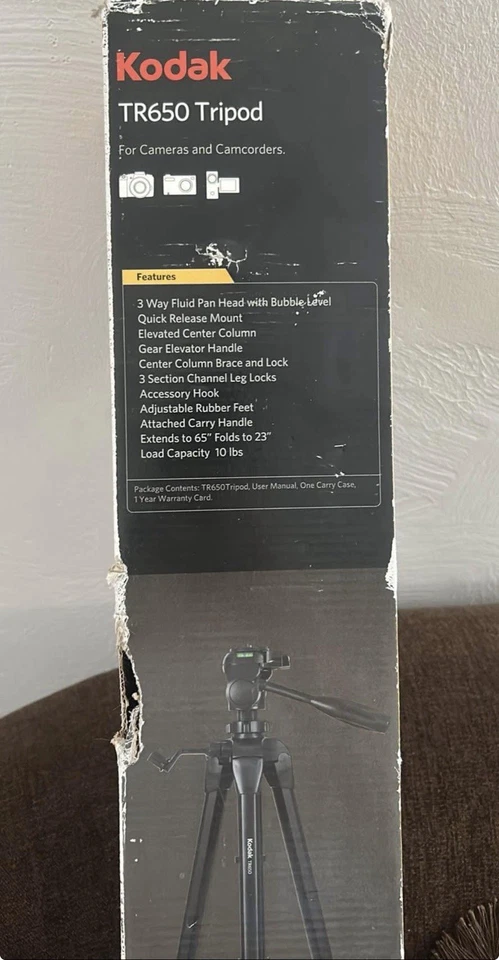 Kodak
TR650 Tripod
For Cameras and Camcorders.
Features
3 Way Fluid Pan Head with Bubble Level
Quick Release Mount
Elevated Center Column
Gear Elevator Handle
Center Column Brace and Lock
3 Section Channel Leg Locks
Accessory Hook
Adjustable Rubber Feet
Attached Carry Handle
Extends to 65" Folds to 23"
Load Capacity 10 lbs
Package Contents: TR650Tripod, User Manual, One Carry Case,
1 Year Warranty Card.
Kodak TR650